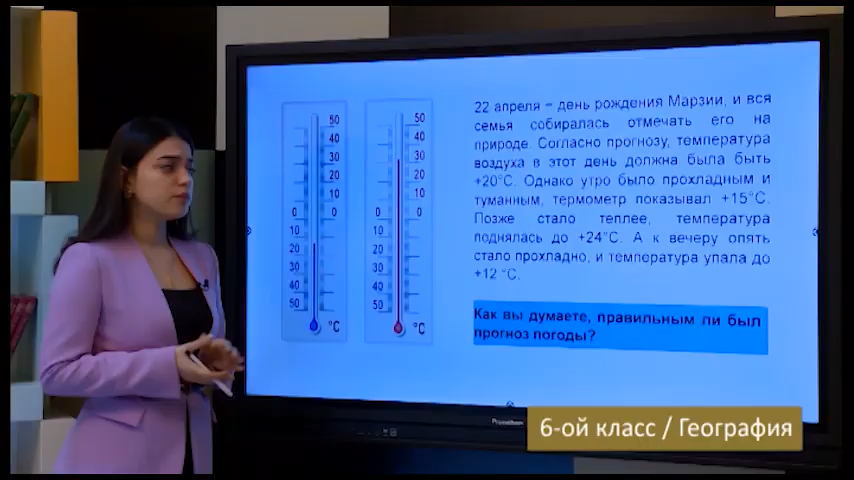 22 апреля – день рождения Марзии, и вся
семья собиралась отмечать его на
природе. Согласно прогнозу, температура
воздуха в этот день должна была быть
+20°C. Однако утро было прохладным и
туманным, термометр показывал +15°C.
Позже стало теплее, температура
поднялась до +24°C. А к вечеру опять
стало прохладно, и температура упала до
+12 °C.
Как вы думаете, правильным ли был
прогноз погоды?
50
40
30
20
10
0 0
10
20
30
40
50
°C
50
40
30
20
10
0 0
10
20
30
40
50
°C
Promethean
6-ой класс / География